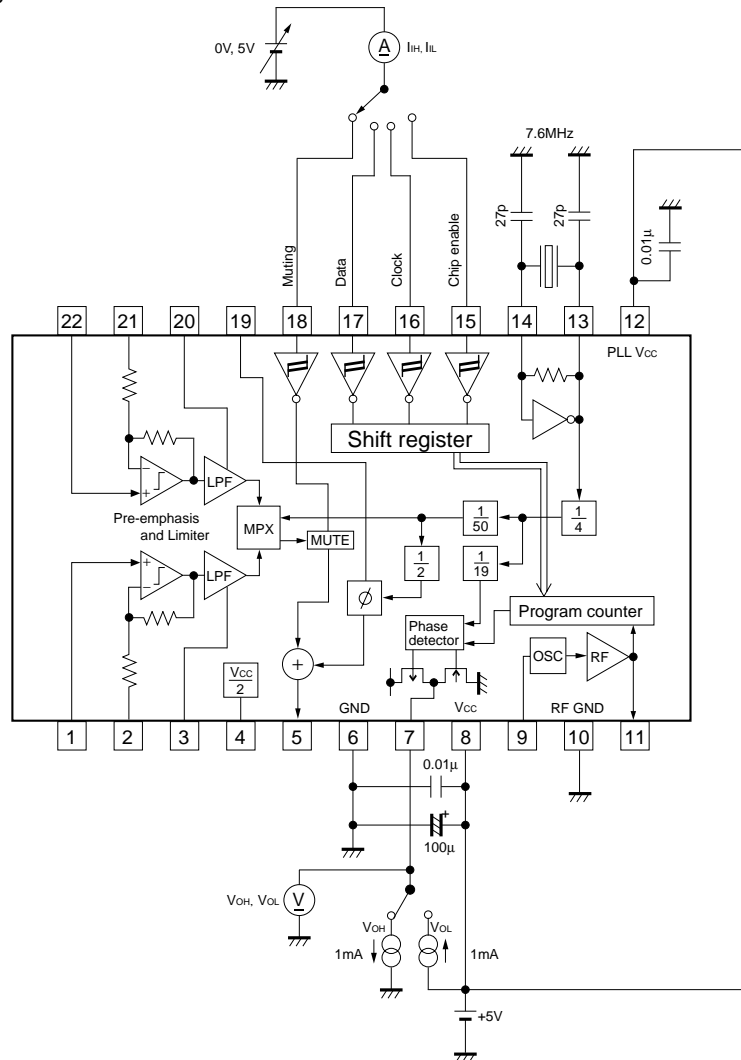 0V, 5V
A
IIH, IIL
7.6MHz
27p
27p
0.01μ
Muting
Data
Clock
Chip enable
22
21
20
19
18
17
16
15
14
13
12
PLL VCC
Shift register
LPF
Pre-emphasis
and Limiter
MPX
MUTE
1/50
1/4
1/2
1/19
LPF
ϕ
Program counter
Phase
detector
OSC
RF
+
VCC/2
GND
VCC
RF GND
1
2
3
4
5
6
7
8
9
10
11
0.01μ
+
100μ
VOH, VOL
V
VOH
VOL
1mA
1mA
+5V